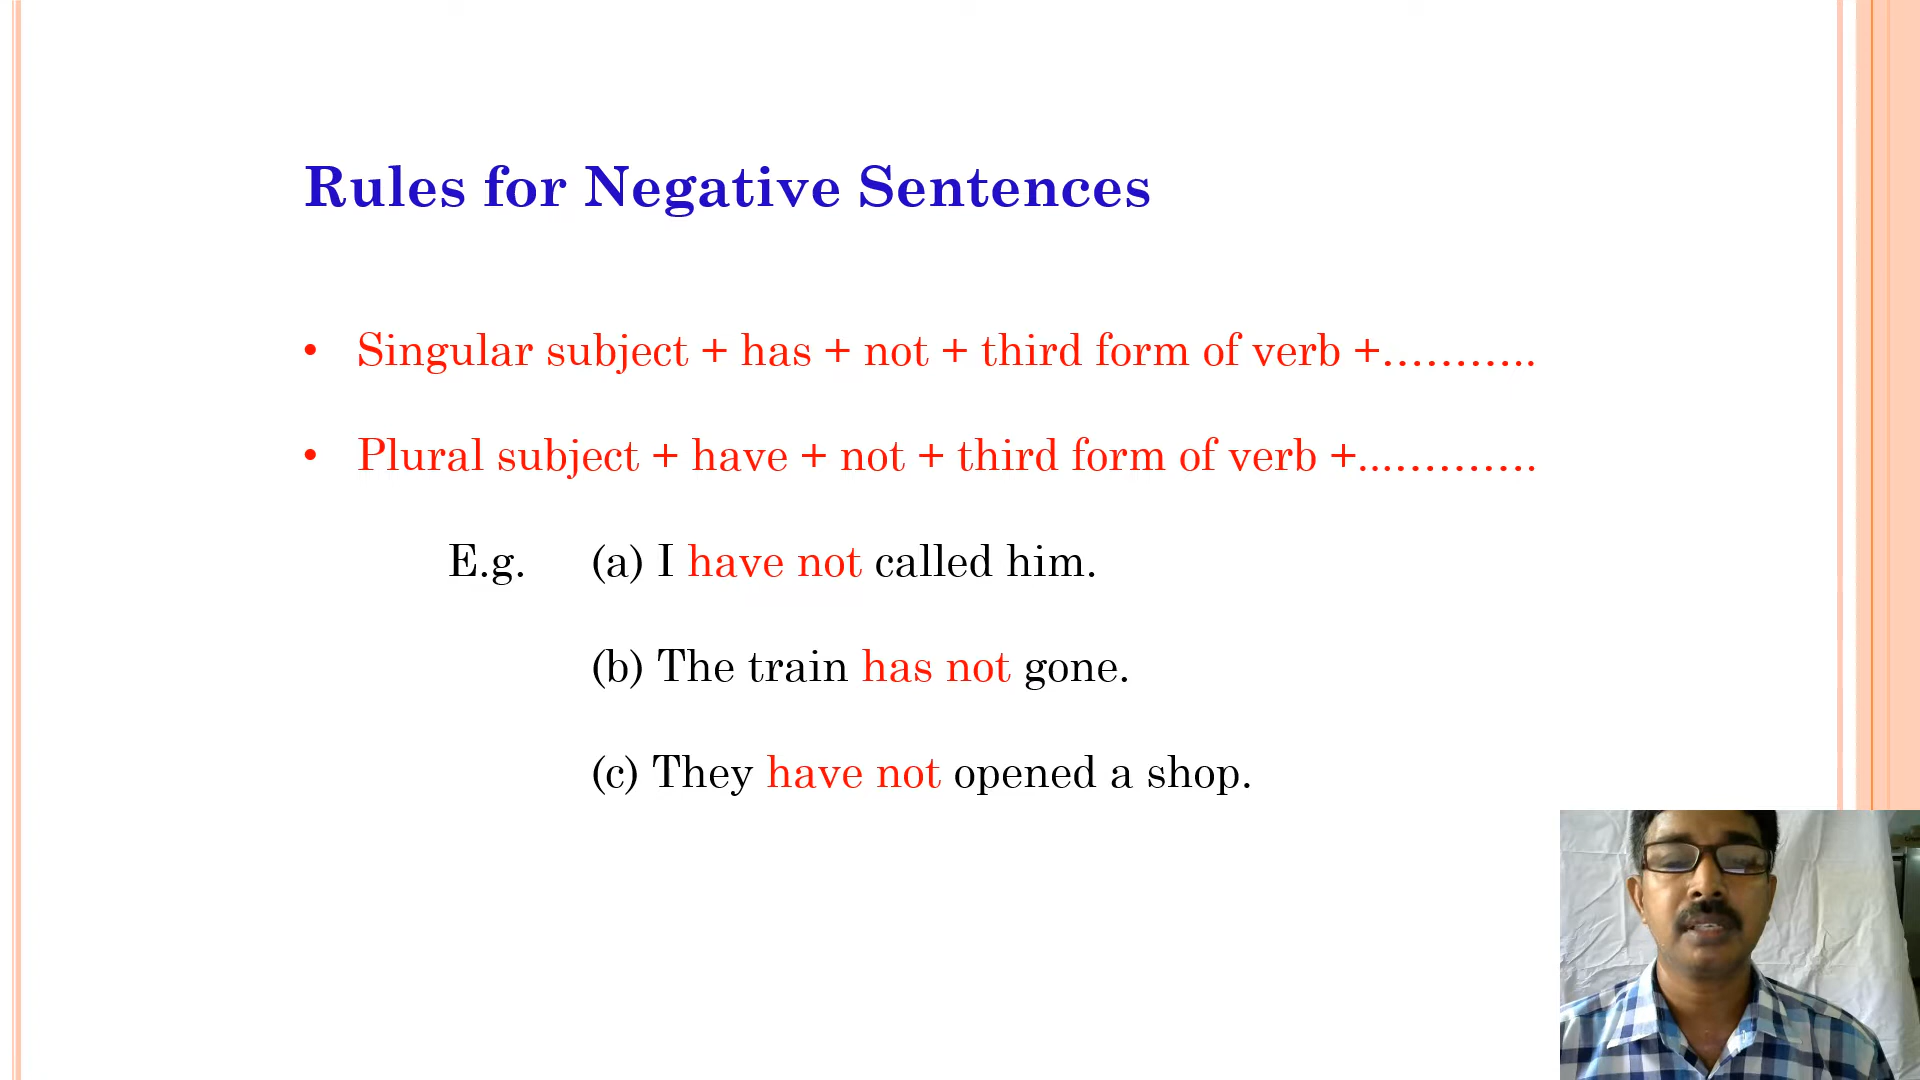 Rules for Negative Sentences
• Singular subject + has + not + third form of verb +………..
• Plural subject + have + not + third form of verb +...……….
E.g. (a) I have not called him.
(b) The train has not gone.
(c) They have not opened a shop.